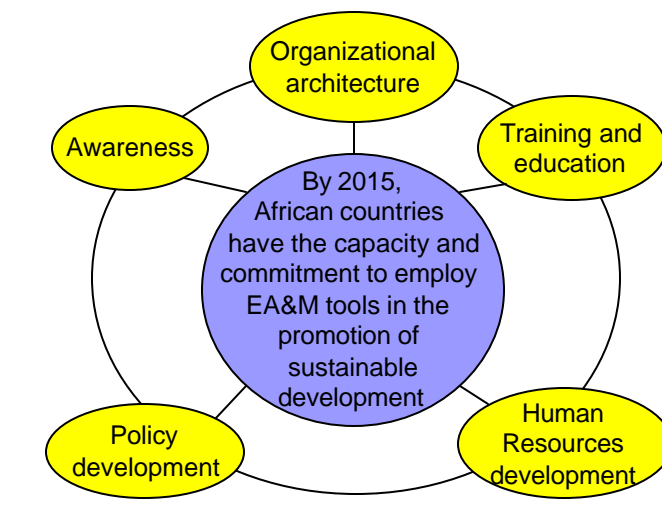 Organizational
architecture
Awareness
Training and
education
By 2015,
African countries
have the capacity and
commitment to employ
EA&M tools in the
promotion of
sustainable
development
Policy
development
Human
Resources
development